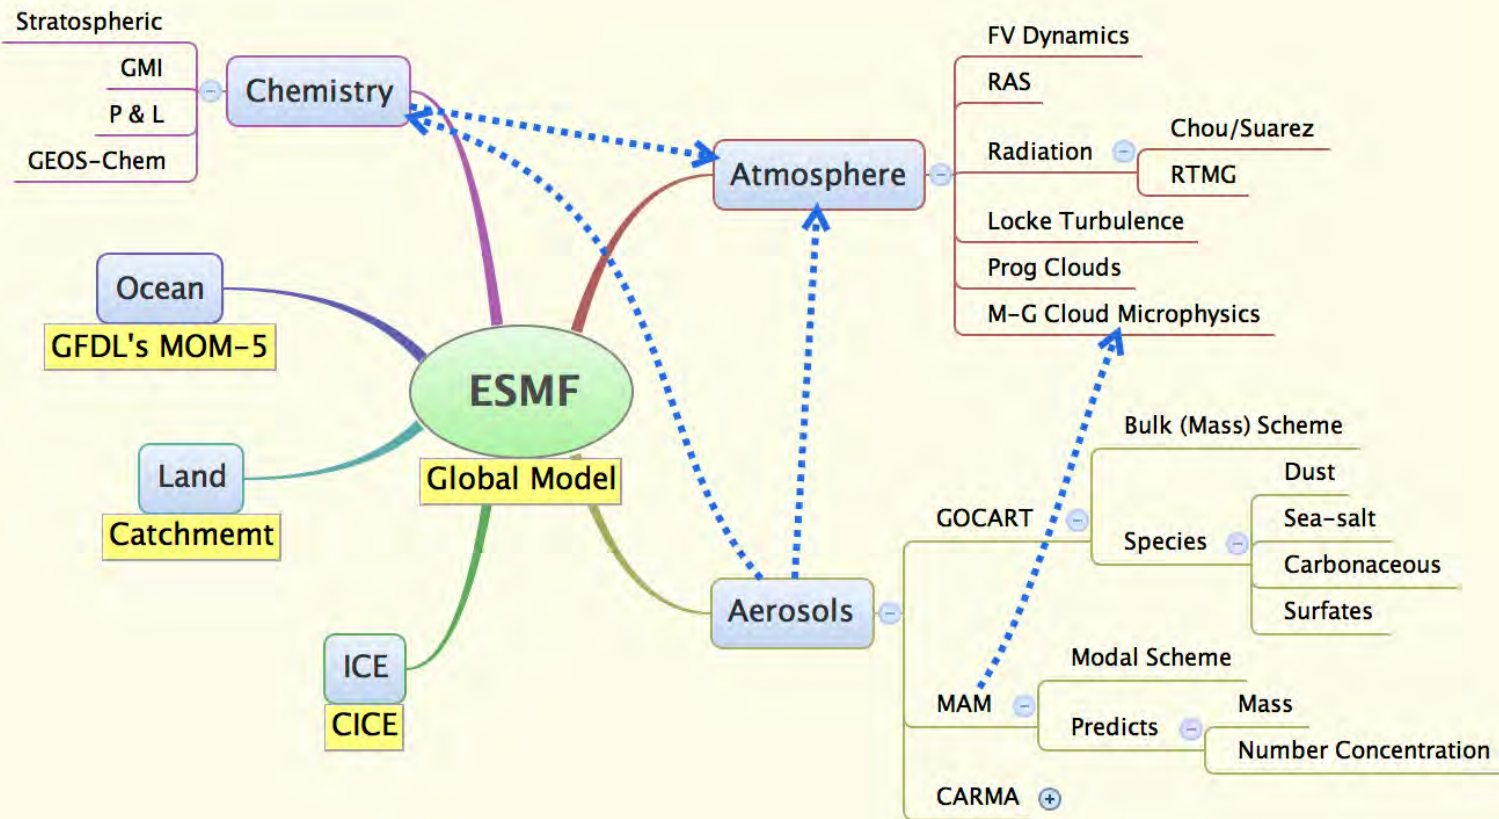 Stratospheric
GMI
P & L
GEOS-Chem
Chemistry
Ocean
GFDL's MOM-5
Land
Catchmemt
ICE
CICE
ESMF
Global Model
Atmosphere
FV Dynamics
RAS
Radiation
Chou/Suarez
RTMG
Locke Turbulence
Prog Clouds
M-G Cloud Microphysics
Aerosols
GOCART
Bulk (Mass) Scheme
Species
Dust
Sea-salt
Carbonaceous
Surfates
MAM
Modal Scheme
Predicts
Mass
Number Concentration
CARMA